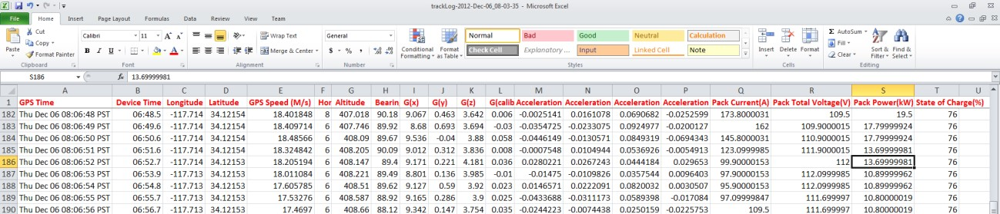 trackLog-2012-Dec-06_08-03-35 - Microsoft Excel
File Home Insert Page Layout Formulas Data Review View Team
Paste Cut Calibri 11 A A Wrap Text General Conditional Formatting Format as Table Normal Bad Good Neutral Calculation Insert Delete Format Σ AutoSum Sort & Filter Find & Select
Copy Fill
Format Painter B I U Merge & Center $ % , .0 .00 .00 .0 Check Cell Explanatory ... Input Linked Cell Note Clear
Clipboard Font Alignment Number Styles Cells Editing
S186 fx 13.69999981
A B C D E F G H I J K L M N O P Q R S T U
1 GPS Time Device Time Longitude Latitude GPS Speed (M/s) Hor Altitude Bearin G(x) G(y) G(z) G(calib Acceleration Acceleration Acceleration Acceleration Pack Current(A) Pack Total Voltage(V) Pack Power(kW) State of Charge(%)
182 Thu Dec 06 08:06:48 PST 06:48.5 -117.714 34.12154 18.401848 8 407.018 90.18 9.067 0.463 3.642 0.006 -0.0025141 0.0161078 0.0690682 -0.0252599 173.8000031 109.5 19.5 76
183 Thu Dec 06 08:06:49 PST 06:49.6 -117.714 34.12154 18.409714 6 407.746 89.92 8.68 0.693 3.694 -0.03 -0.0354725 -0.0233075 0.0924977 -0.0200127 162 109.9000015 17.79999924 76
184 Thu Dec 06 08:06:50 PST 06:50.6 -117.714 34.12154 18.48566 6 408.09 89.67 9.536 -0.04 3.88 0.058 -0.0446149 -0.0130571 0.0849319 -0.0694343 145.8000031 110.9000015 17.79999924 76
185 Thu Dec 06 08:06:51 PST 06:51.6 -117.714 34.12154 18.324842 6 408.205 90.09 9.012 0.312 3.836 0.008 -0.0007548 0.0104944 0.0536926 -0.0054913 123.0999985 111.9000015 13.69999981 76
186 Thu Dec 06 08:06:52 PST 06:52.7 -117.714 34.12153 18.205194 6 408.147 89.4 9.171 0.221 4.181 0.036 0.0280221 0.0267243 0.0444184 0.029653 99.90000153 112 13.69999981 76
187 Thu Dec 06 08:06:53 PST 06:53.9 -117.713 34.12153 18.011084 6 408.221 89.49 8.801 0.136 3.985 -0.01 -0.01475 -0.0109826 0.0357544 0.0096403 97.90000153 112.0999985 10.89999962 76
188 Thu Dec 06 08:06:54 PST 06:54.8 -117.713 34.12153 17.605785 6 408.51 89.62 9.127 0.59 3.92 0.023 0.0146571 0.0222091 0.0820032 0.0030507 95.90000153 112.0999985 10.89999962 76
189 Thu Dec 06 08:06:55 PST 06:55.7 -117.713 34.12153 17.53276 6 408.587 88.92 9.165 0.286 3.9 0.025 -0.0433688 -0.0311173 0.0589398 -0.017084 97.09999847 111.699997 10.80000019 76
190 Thu Dec 06 08:06:56 PST 06:56.7 -117.713 34.12153 17.4697 6 408.66 88.12 9.342 0.147 3.754 0.035 -0.0244223 -0.0074438 0.0250159 -0.0225753 109.5 111.699997 10.80000019 76